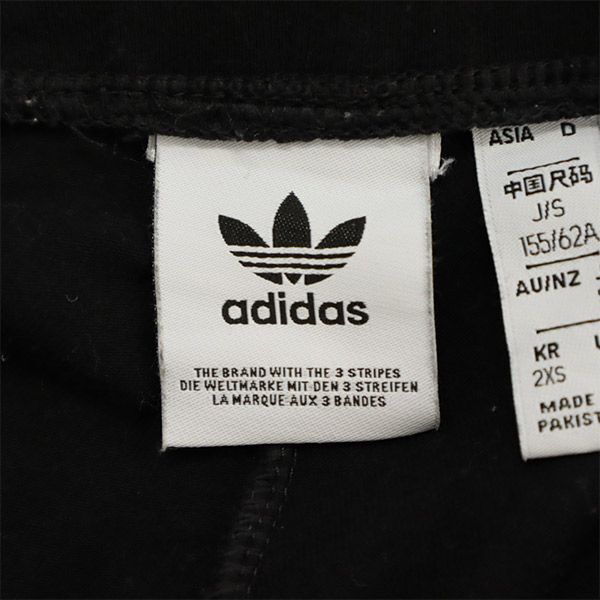 adidas
THE BRAND WITH THE 3 STRIPES
DIE WELTMARKE MIT DEN 3 STREIFEN
LA MARQUE AUX 3 BANDES
ASIA D
中国尺码
J/S
155/62A
AU/NZ
KR
2XS
MADE